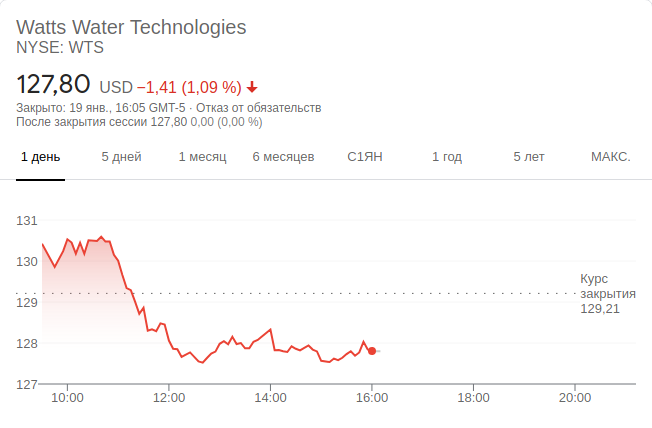 Watts Water Technologies
NYSE: WTS
127,80 USD −1,41 (1,09 %)
Закрыто: 19 янв., 16:05 GMT-5 · Отказ от обязательств
После закрытия сессии 127,80 0,00 (0,00 %)
1 день 5 дней 1 месяц 6 месяцев С1ЯН 1 год 5 лет МАКС.
131
130
Курс
закрытия
129,21
129
128
127
10:00 12:00 14:00 16:00 18:00 20:00